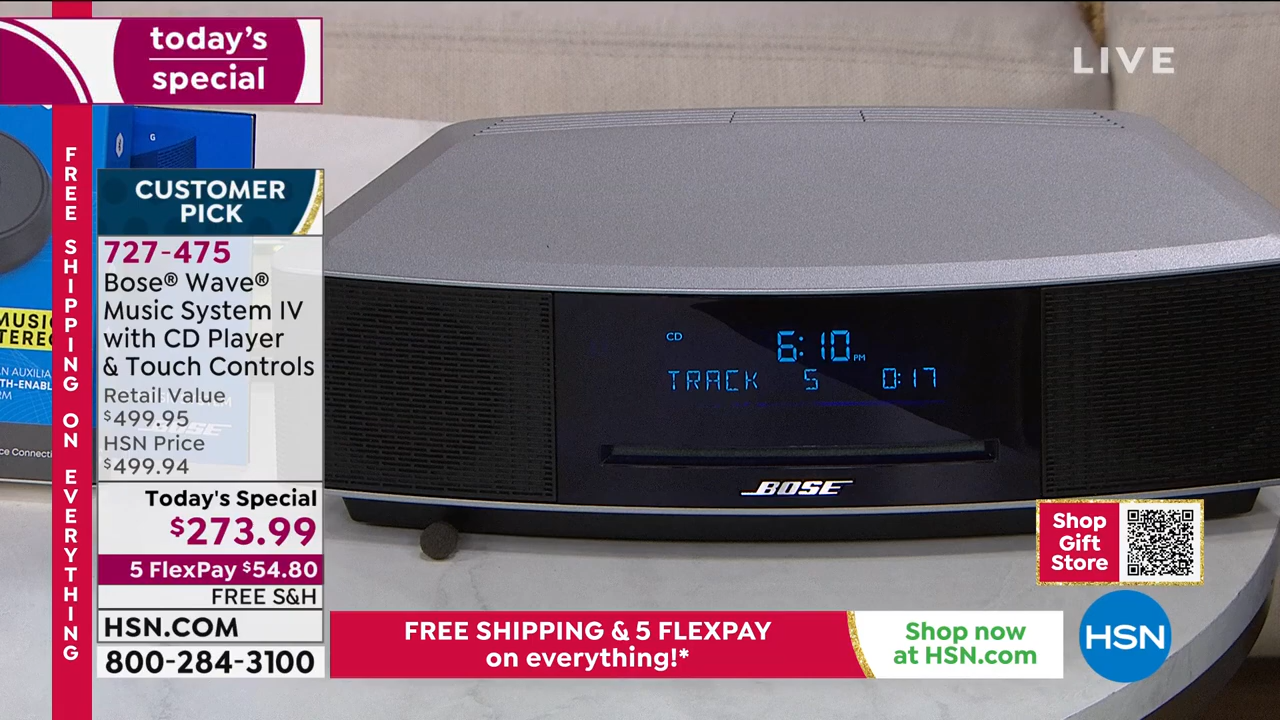 today's
special
LIVE
FREE SHIPPING ON EVERYTHING
CUSTOMER
PICK
727-475
Bose® Wave®
Music System IV
with CD Player
& Touch Controls
Retail Value
$499.95
HSN Price
$499.94
Today's Special
$273.99
5 FlexPay $54.80
FREE S&H
HSN.COM
800-284-3100
CD
6:10 PM
TRACK 5 0:17
BOSE
Shop
Gift
Store
FREE SHIPPING & 5 FLEXPAY
on everything!*
Shop now
at HSN.com
HSN